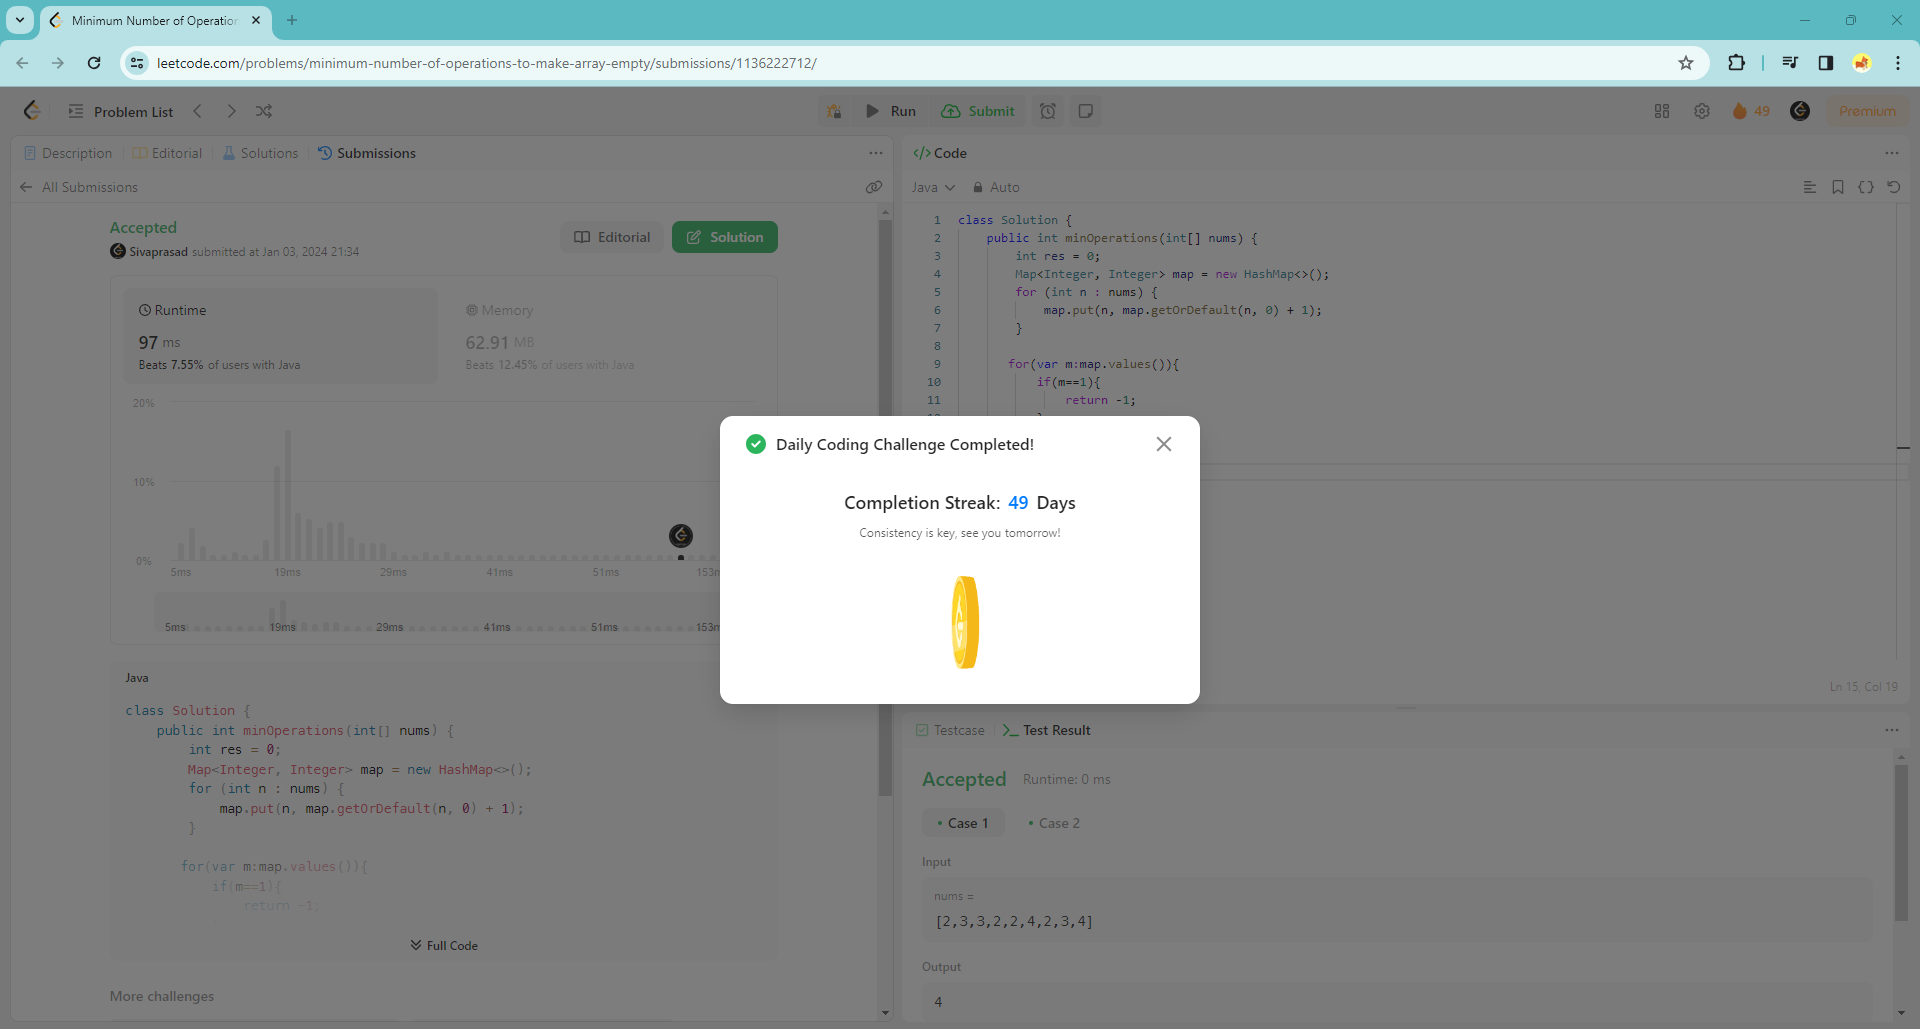 Minimum Number of Operation
leetcode.com/problems/minimum-number-of-operations-to-make-array-empty/submissions/1136222712/
Problem List
Run
Submit
49
Premium
Description
Editorial
Solutions
Submissions
All Submissions
Accepted
Sivaprasad submitted at Jan 03, 2024 21:34
Editorial
Solution
Runtime
97 ms
Beats 7.55% of users with Java
Memory
62.91 MB
Beats 12.45% of users with Java
20%
10%
0%
5ms 19ms 29ms 41ms 51ms
5ms 19ms 29ms 41ms 51ms
Java
class Solution {
public int minOperations(int[] nums) {
int res = 0;
Map<Integer, Integer> map = new HashMap<>();
for (int n : nums) {
map.put(n, map.getOrDefault(n, 0) + 1);
}
for(var m:map.values()){
if(m==1){
return -1;
Full Code
More challenges
</> Code
Java
Auto
1 class Solution {
2 public int minOperations(int[] nums) {
3 int res = 0;
4 Map<Integer, Integer> map = new HashMap<>();
5 for (int n : nums) {
6 map.put(n, map.getOrDefault(n, 0) + 1);
7 }
8
9 for(var m:map.values()){
10 if(m==1){
11 return -1;
Ln 15, Col 19
Daily Coding Challenge Completed!
Completion Streak: 49 Days
Consistency is key, see you tomorrow!
Testcase
Test Result
Accepted Runtime: 0 ms
Case 1
Case 2
Input
nums =
[2,3,3,2,2,4,2,3,4]
Output
4